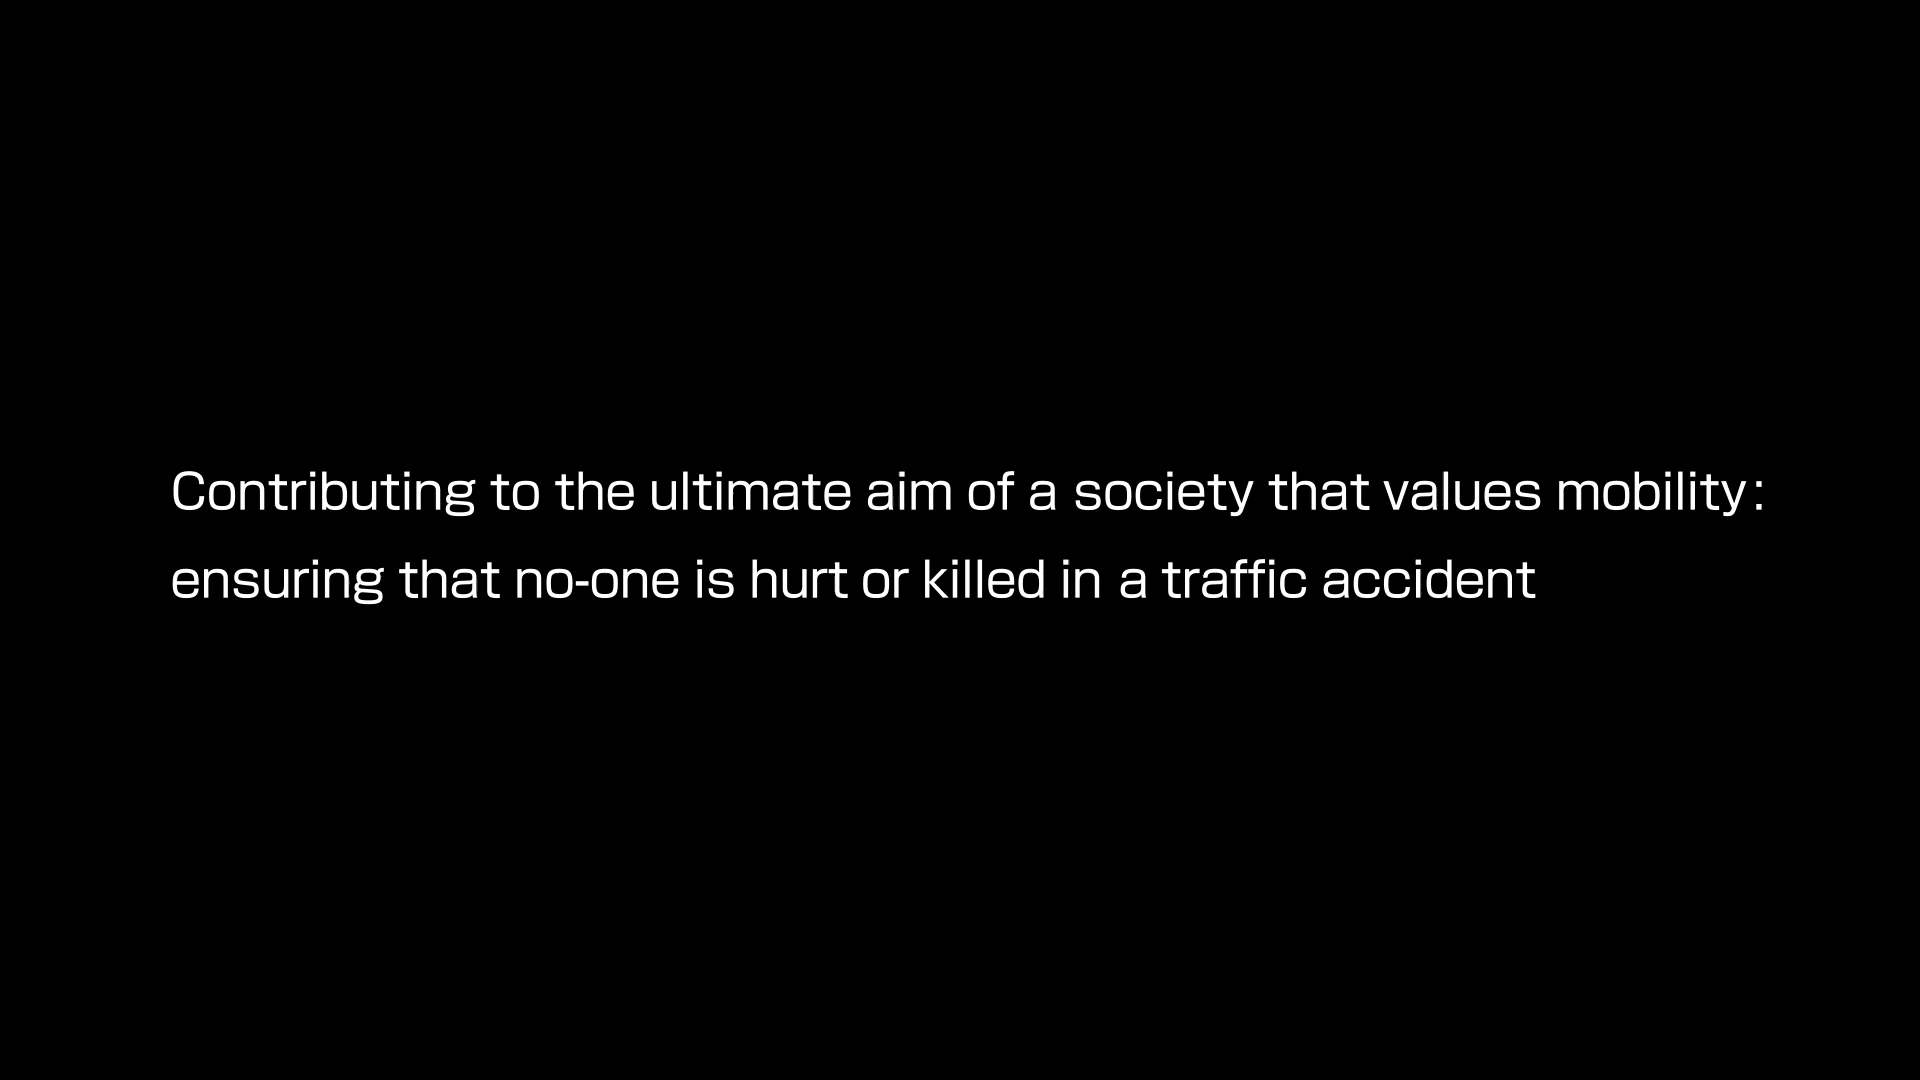 Contributing to the ultimate aim of a society that values mobility:
ensuring that no-one is hurt or killed in a traffic accident